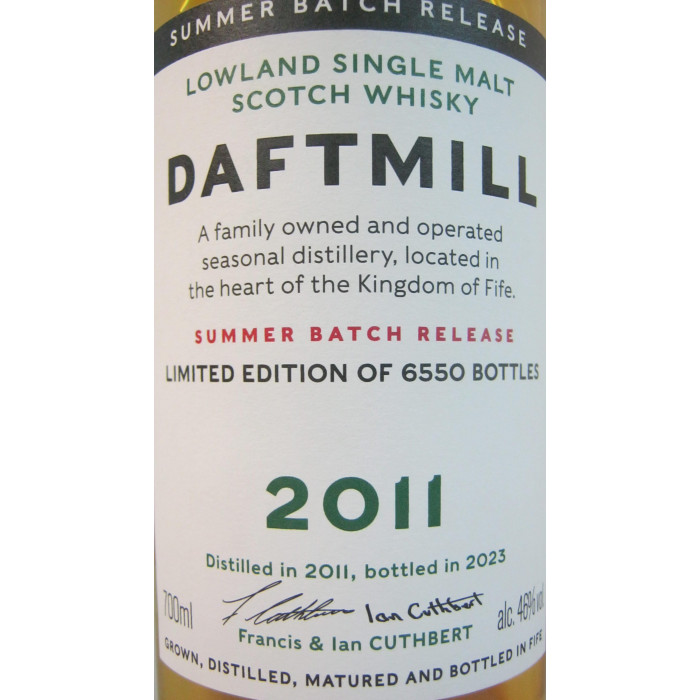 SUMMER BATCH RELEASE
LOWLAND SINGLE MALT
SCOTCH WHISKY
DAFTMILL
A family owned and operated
seasonal distillery, located in
the heart of the Kingdom of Fife.
SUMMER BATCH RELEASE
LIMITED EDITION OF 6550 BOTTLES
2011
Distilled in 2011, bottled in 2023
700ml
F Cuthbert
Ian Cuthbert
alc. 46% vol
Francis & Ian CUTHBERT
GROWN, DISTILLED, MATURED AND BOTTLED IN FIFE